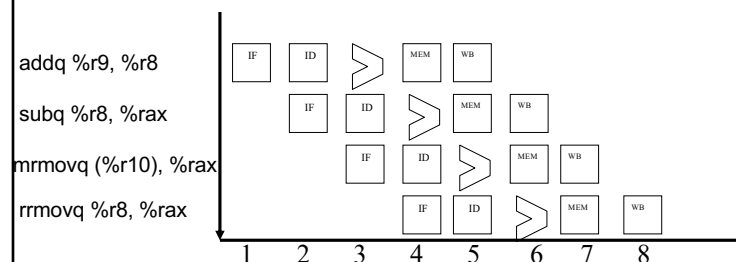 addq %r9, %r8 IF ID MEM WB
subq %r8, %rax IF ID MEM WB
mrmovq (%r10), %rax IF ID MEM WB
rrmovq %r8, %rax IF ID MEM WB
1 2 3 4 5 6 7 8